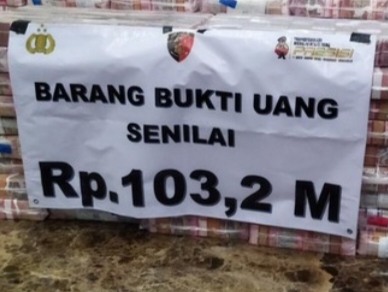 BARANG BUKTI UANG
SENILAI
Rp.103,2 M